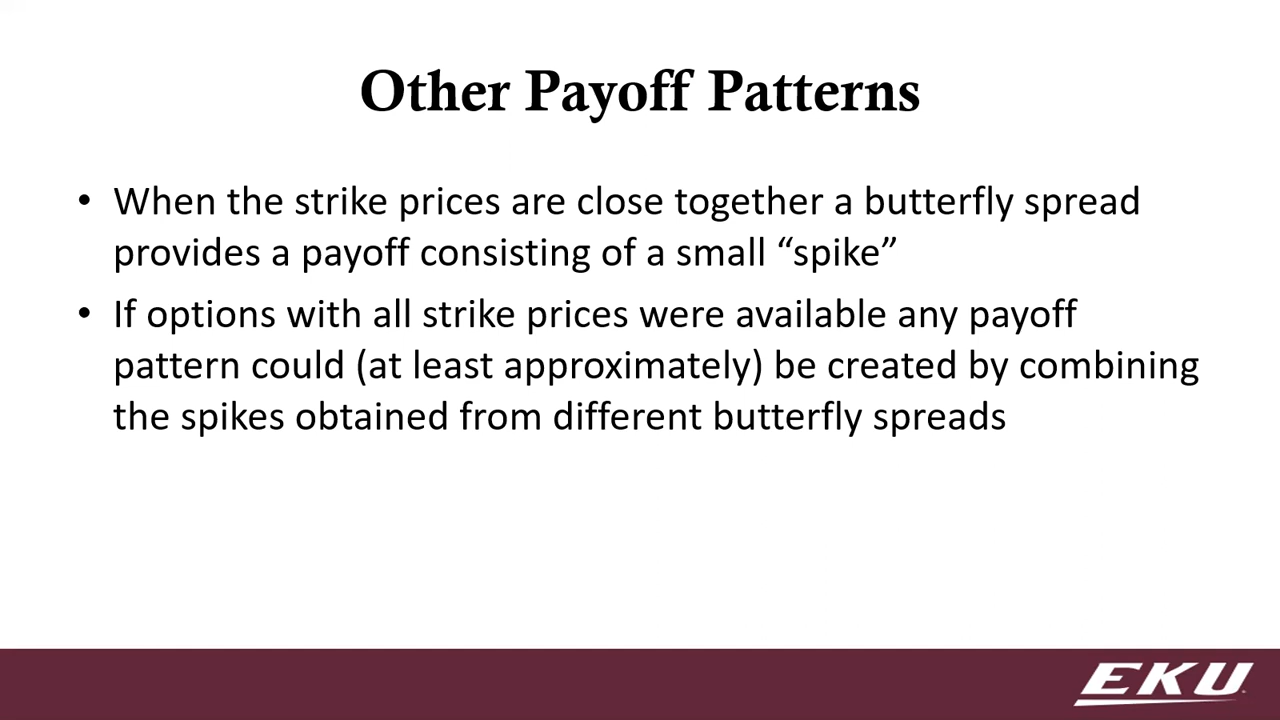 Other Payoff Patterns
• When the strike prices are close together a butterfly spread
provides a payoff consisting of a small “spike”
• If options with all strike prices were available any payoff
pattern could (at least approximately) be created by combining
the spikes obtained from different butterfly spreads
EKU